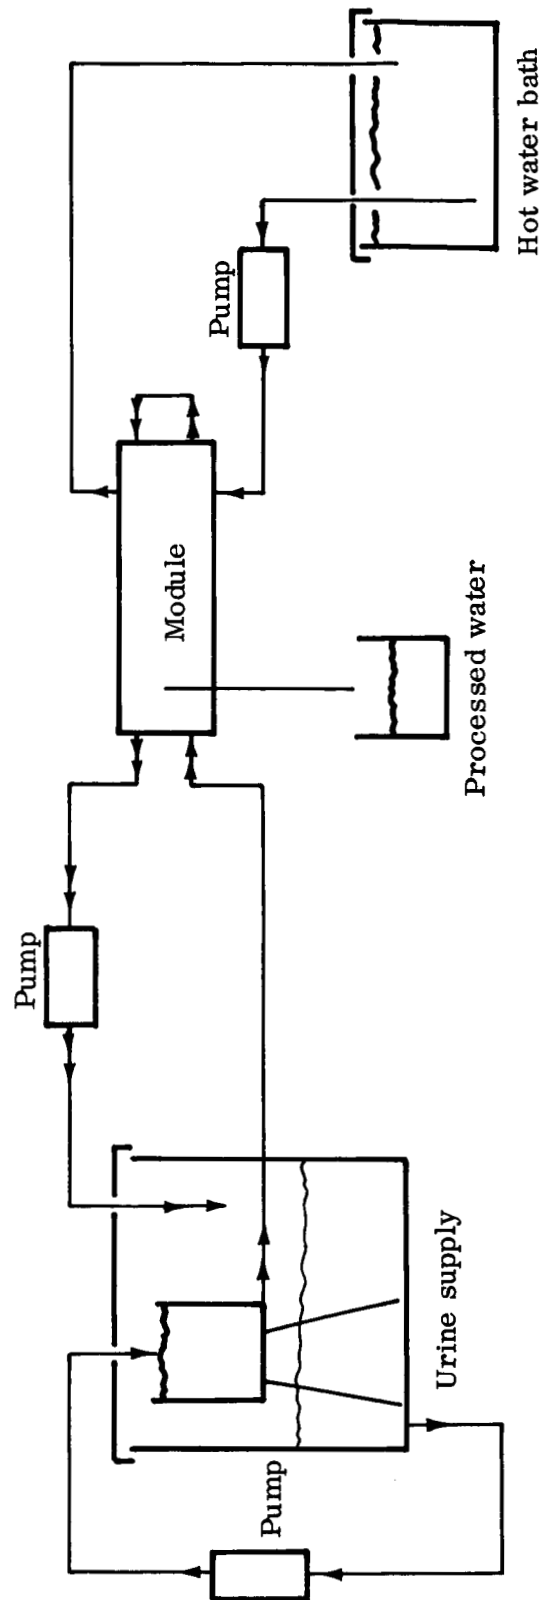 Pump
Urine supply
Pump
Module
Processed water
Pump
Hot water bath